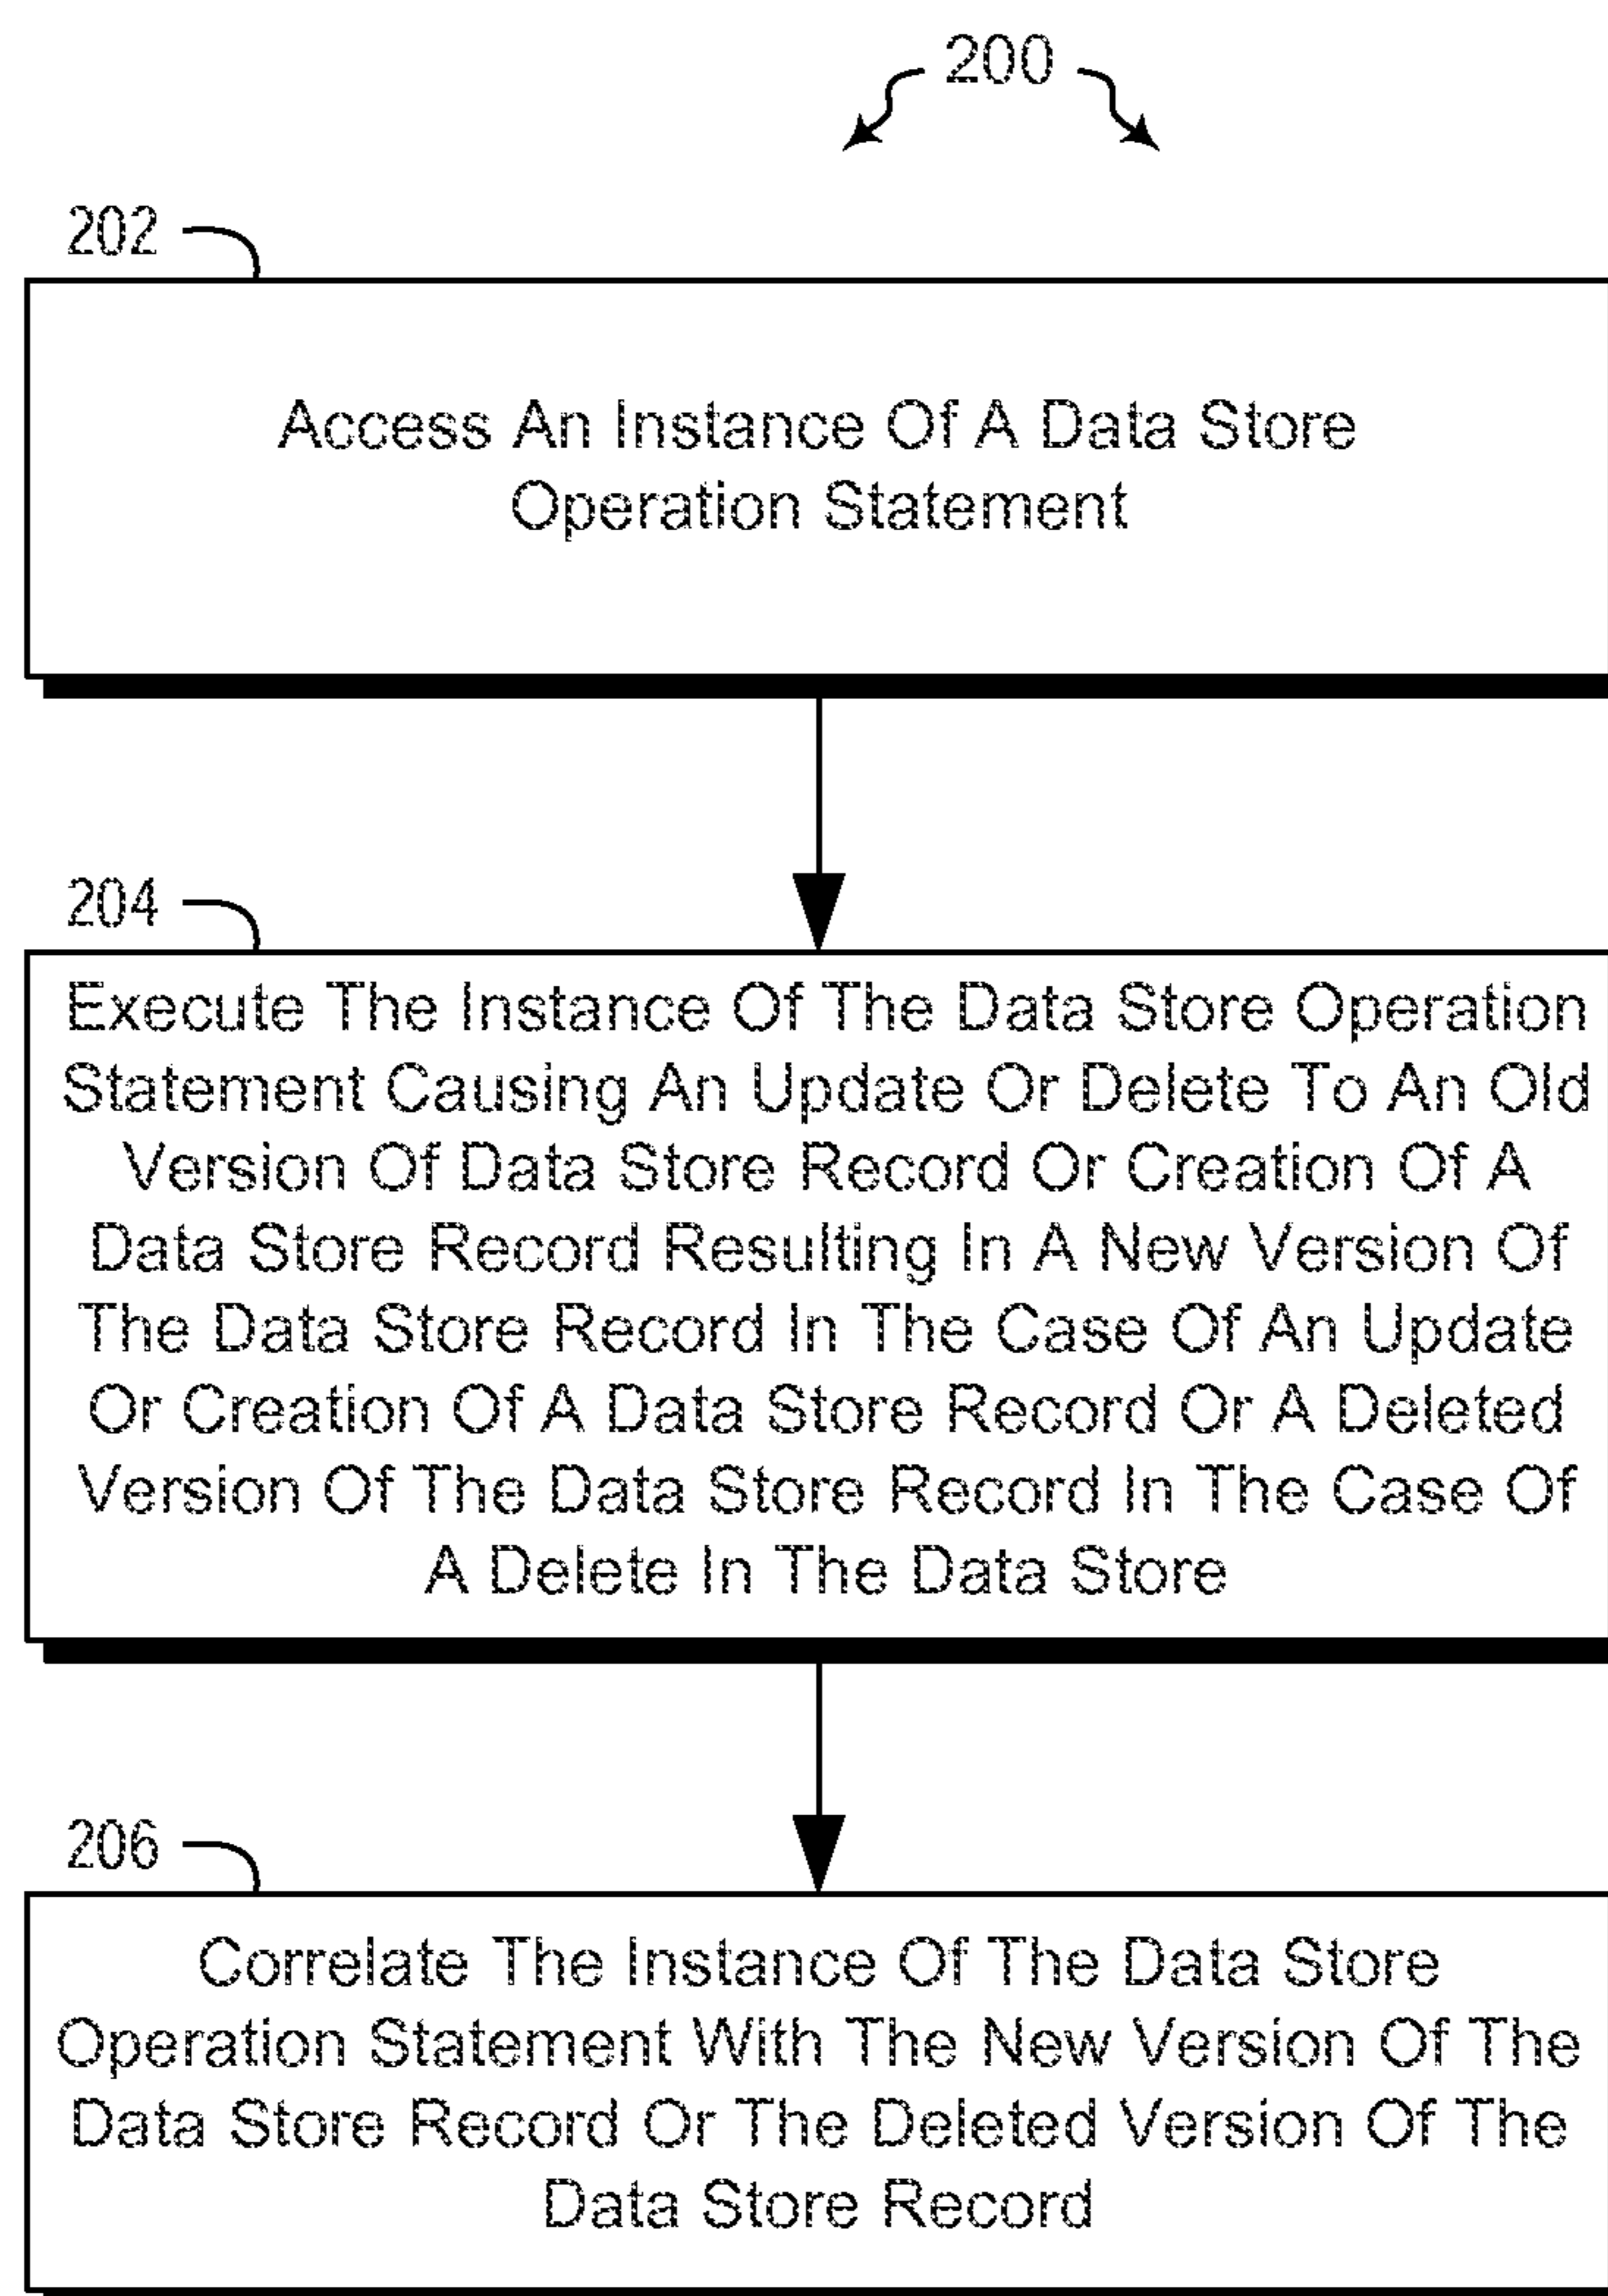 200
202
Access An Instance Of A Data Store
Operation Statement
204
Execute The Instance Of The Data Store Operation
Statement Causing An Update Or Delete To An Old
Version Of Data Store Record Or Creation Of A
Data Store Record Resulting In A New Version Of
The Data Store Record In The Case Of An Update
Or Creation Of A Data Store Record Or A Deleted
Version Of The Data Store Record In The Case Of
A Delete In The Data Store
206
Correlate The Instance Of The Data Store
Operation Statement With The New Version Of The
Data Store Record Or The Deleted Version Of The
Data Store Record